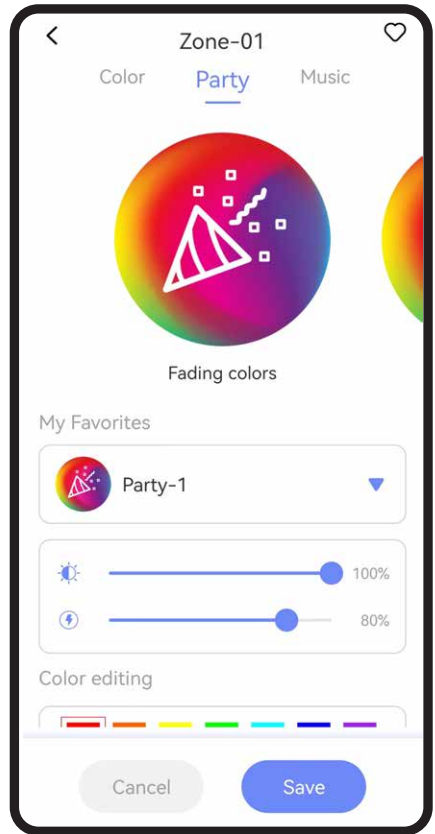 Zone-01
Color Party Music
Fading colors
My Favorites
Party-1
100%
80%
Color editing
Cancel Save